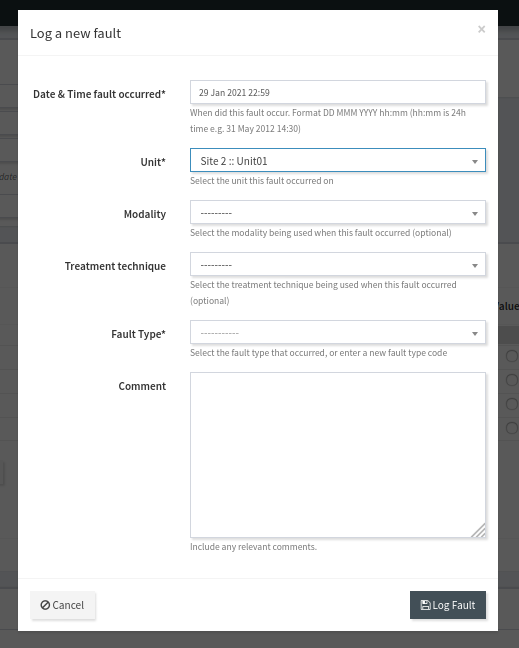 Log a new fault
×
Date & Time fault occurred*
29 Jan 2021 22:59
When did this fault occur. Format DD MMM YYYY hh:mm (hh:mm is 24h
time e.g. 31 May 2012 14:30)
Unit*
Site 2 :: Unit01
Select the unit this fault occurred on
Modality
---------
Select the modality being used when this fault occurred (optional)
Treatment technique
---------
Select the treatment technique being used when this fault occurred
(optional)
Fault Type*
-----------
Select the fault type that occurred, or enter a new fault type code
Comment
Include any relevant comments.
Cancel
Log Fault
date
alue